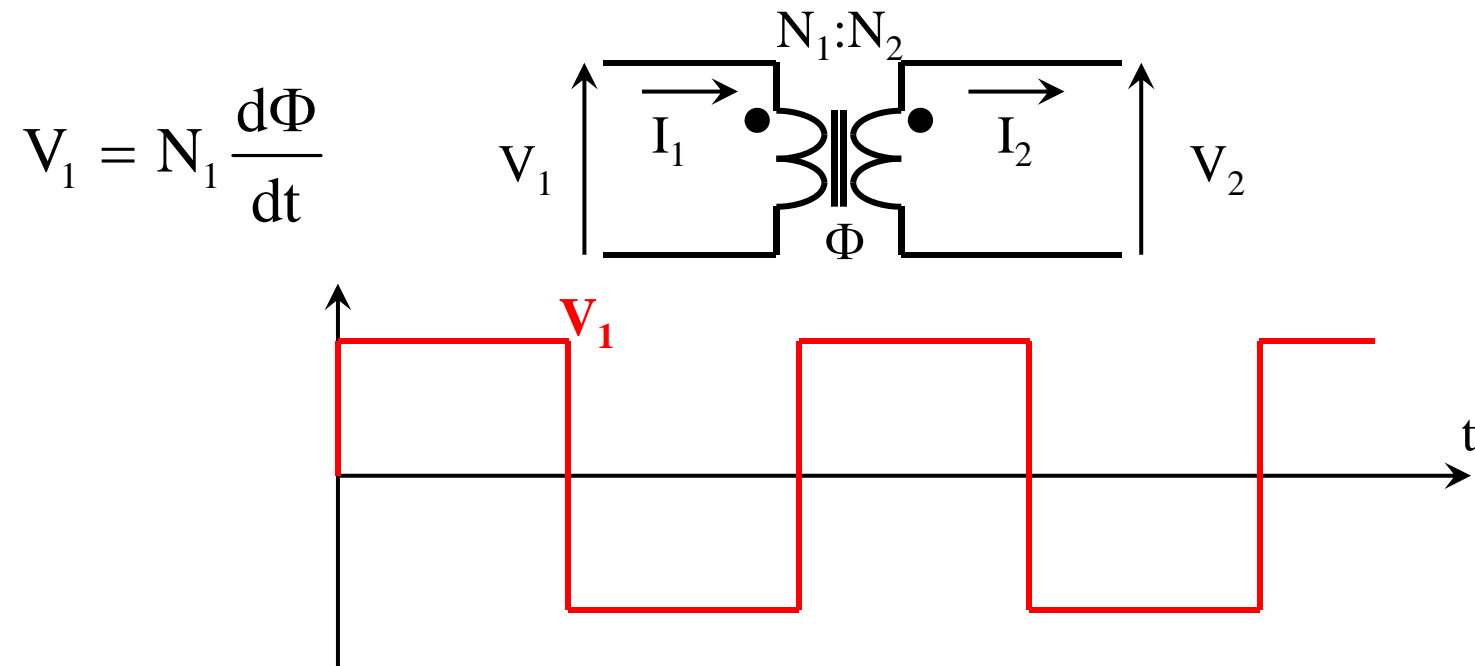 N₁:N₂
V₁ = N₁ dΦ/dt
V₁
I₁
I₂
V₂
Φ
V₁
t